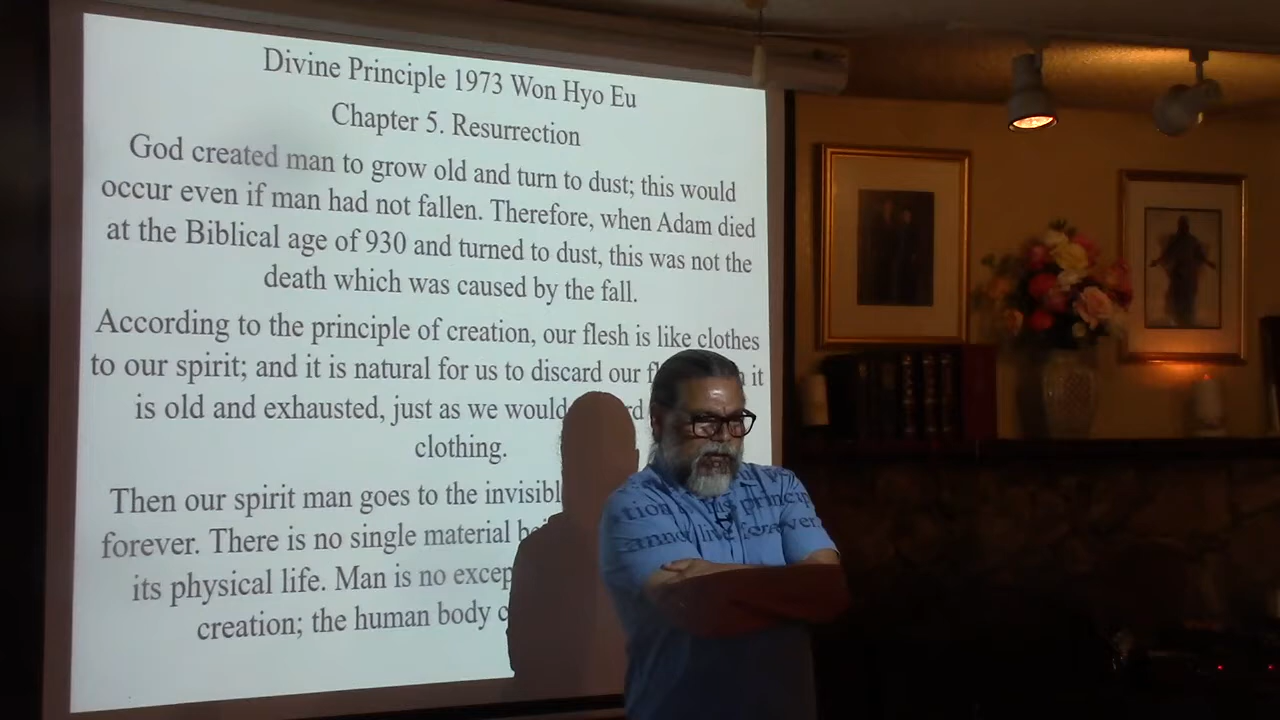 Divine Principle 1973 Won Hyo Eu
Chapter 5. Resurrection
God created man to grow old and turn to dust; this would
occur even if man had not fallen. Therefore, when Adam died
at the Biblical age of 930 and turned to dust, this was not the
death which was caused by the fall.
According to the principle of creation, our flesh is like clothes
to our spirit; and it is natural for us to discard our it
is old and exhausted, just as we would
clothing.
Then our spirit man goes to the
forever. There is no single material
its physical life. Man is no
creation; the human body